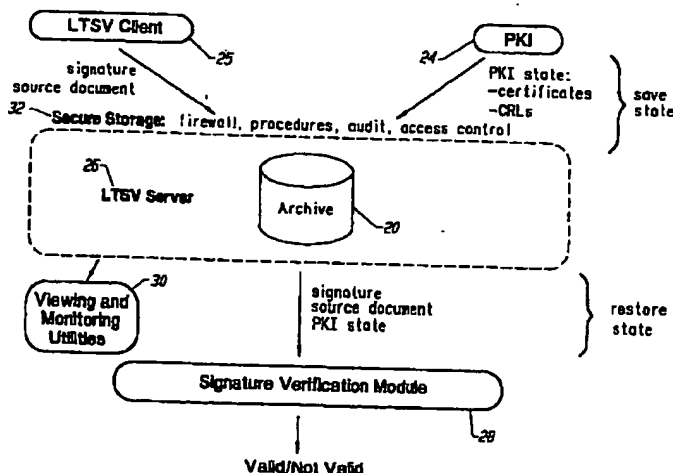 LTSV Client
25
PKI
24
signature
source document
PKI state:
-certificates
-CRLs
save
state
32
Secure Storage: firewall, procedures, audit, access control
26
LTSV Server
Archive
20
30
Viewing and
Monitoring
Utilities
signature
source document
PKI state
restore
state
Signature Verification Module
28
Valid/Not Valid